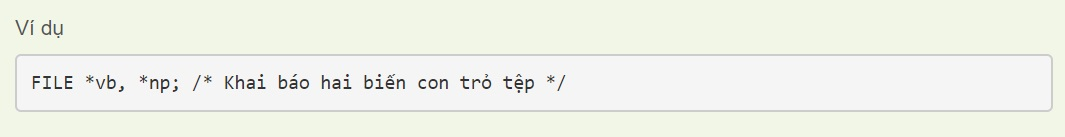 Ví dụ
FILE *vb, *np; /* Khai báo hai biến con trỏ tệp */